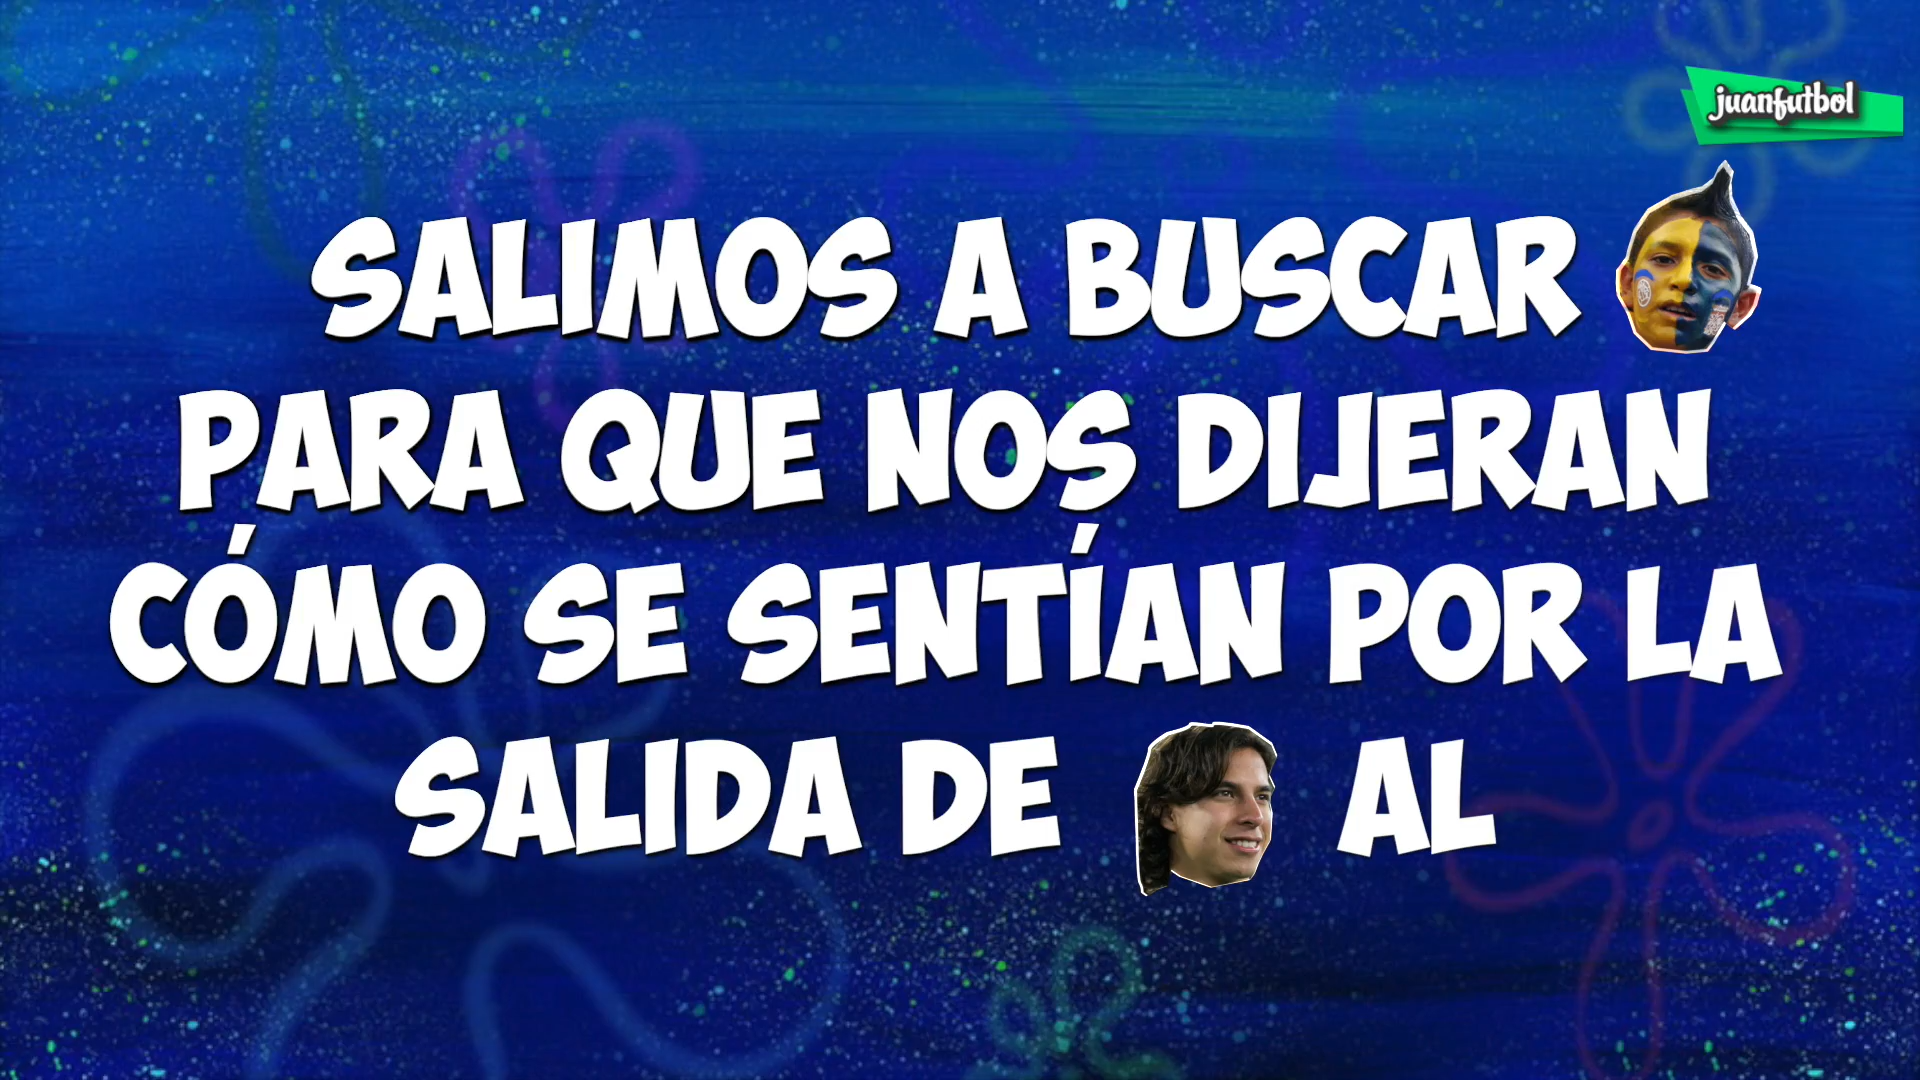 juanfutbol
SALIMOS A BUSCAR
PARA QUE NOS DIJERAN
CÓMO SE SENTÍAN POR LA
SALIDA DE AL